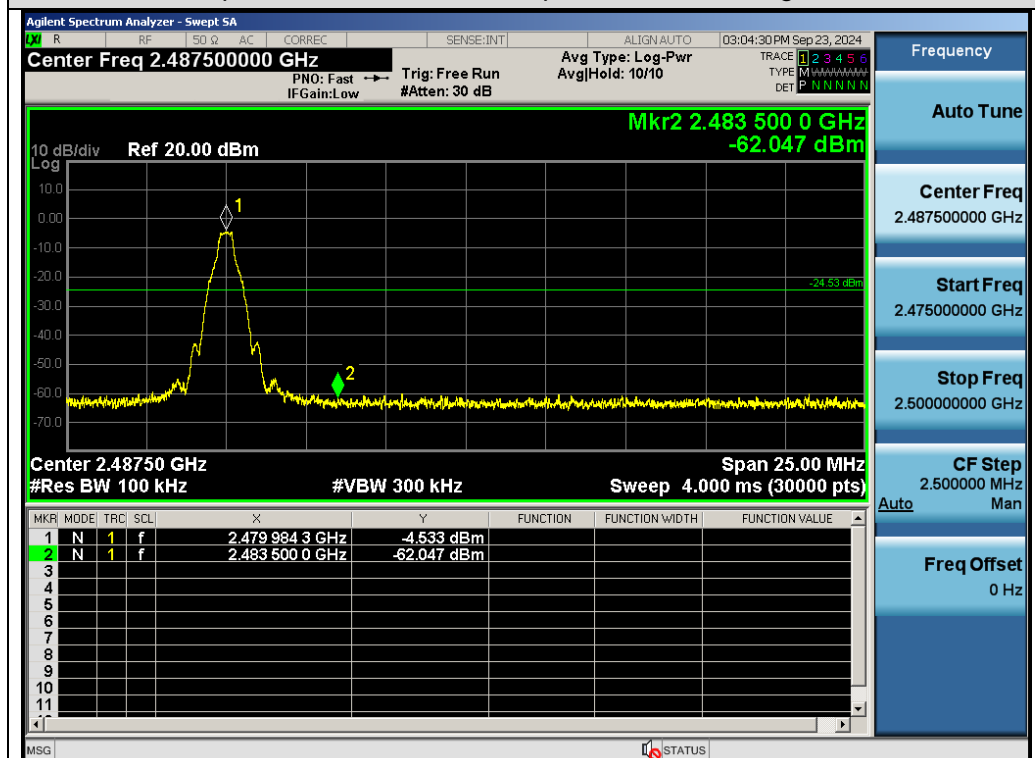 Agilent Spectrum Analyzer - Swept SA
LXI R RF 50 Ω AC CORREC SENSE:INT ALIGN AUTO 03:04:30 PM Sep 23, 2024
Center Freq 2.487500000 GHz
PNO: Fast
IFGain:Low
Trig: Free Run
#Atten: 30 dB
Avg Type: Log-Pwr
Avg|Hold: 10/10
TRACE 1 2 3 4 5 6
TYPE M WWWWW
DET P N N N N N
Mkr2 2.483 500 0 GHz
-62.047 dBm
10 dB/div Ref 20.00 dBm
Log
10.0
0.00
-10.0
-20.0
-30.0
-40.0
-50.0
-60.0
-70.0
1
2
-24.53 dBm
Center 2.48750 GHz Span 25.00 MHz
#Res BW 100 kHz #VBW 300 kHz Sweep 4.000 ms (30000 pts)
MKR MODE TRC SCL X Y FUNCTION FUNCTION WIDTH FUNCTION VALUE
1 N 1 f 2.479 984 3 GHz -4.533 dBm
2 N 1 f 2.483 500 0 GHz -62.047 dBm
3
4
5
6
7
8
9
10
11
MSG STATUS
Frequency
Auto Tune
Center Freq
2.487500000 GHz
Start Freq
2.475000000 GHz
Stop Freq
2.500000000 GHz
CF Step
2.500000 MHz
Auto Man
Freq Offset
0 Hz